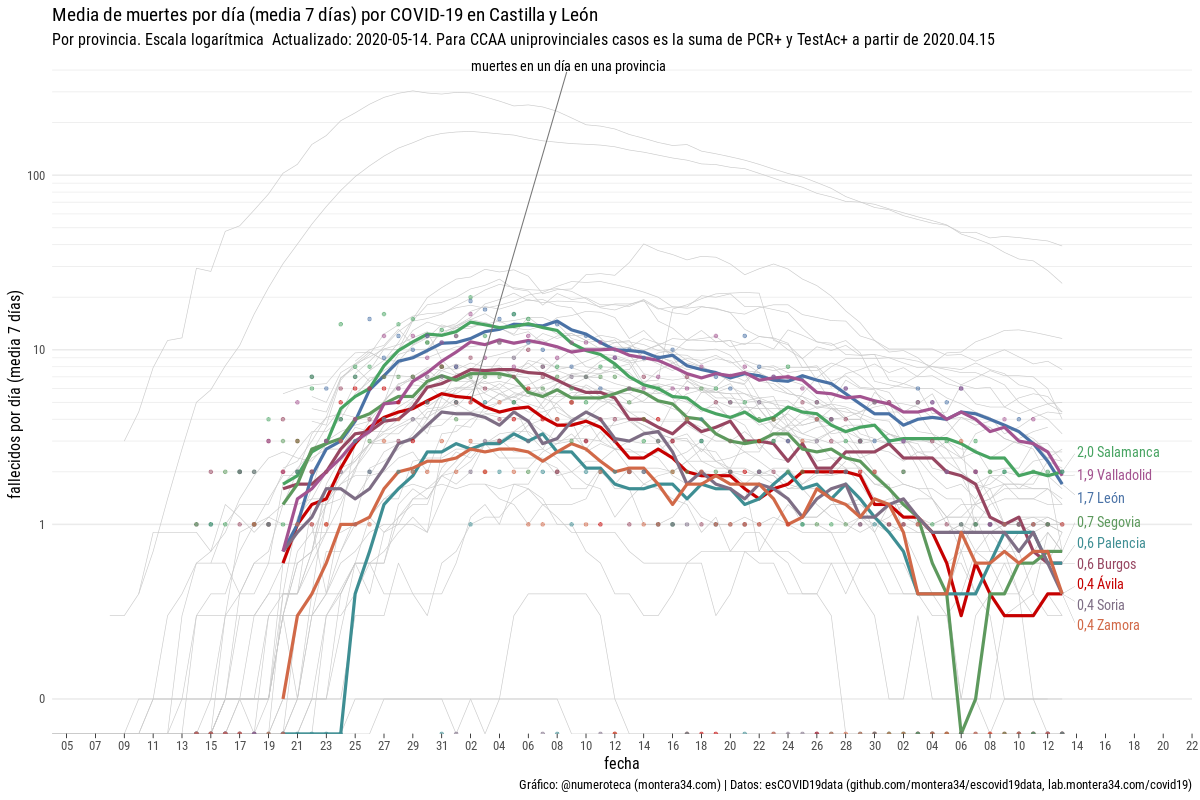 Media de muertes por día (media 7 días) por COVID-19 en Castilla y León
Por provincia. Escala logarítmica  Actualizado: 2020-05-14. Para CCAA uniprovinciales casos es la suma de PCR+ y TestAc+ a partir de 2020.04.15
muertes en un día en una provincia
fallecidos por día (media 7 días)
100
10
1
0
2,0 Salamanca
1,9 Valladolid
1,7 León
0,7 Segovia
0,6 Palencia
0,6 Burgos
0,4 Ávila
0,4 Soria
0,4 Zamora
05 07 09 11 13 15 17 19 21 23 25 27 29 31 02 04 06 08 10 12 14 16 18 20 22 24 26 28 30 02 04 06 08 10 12 14 16 18 20 22
fecha
Gráfico: @numeroteca (montera34.com) | Datos: esCOVID19data (github.com/montera34/escovid19data, lab.montera34.com/covid19)